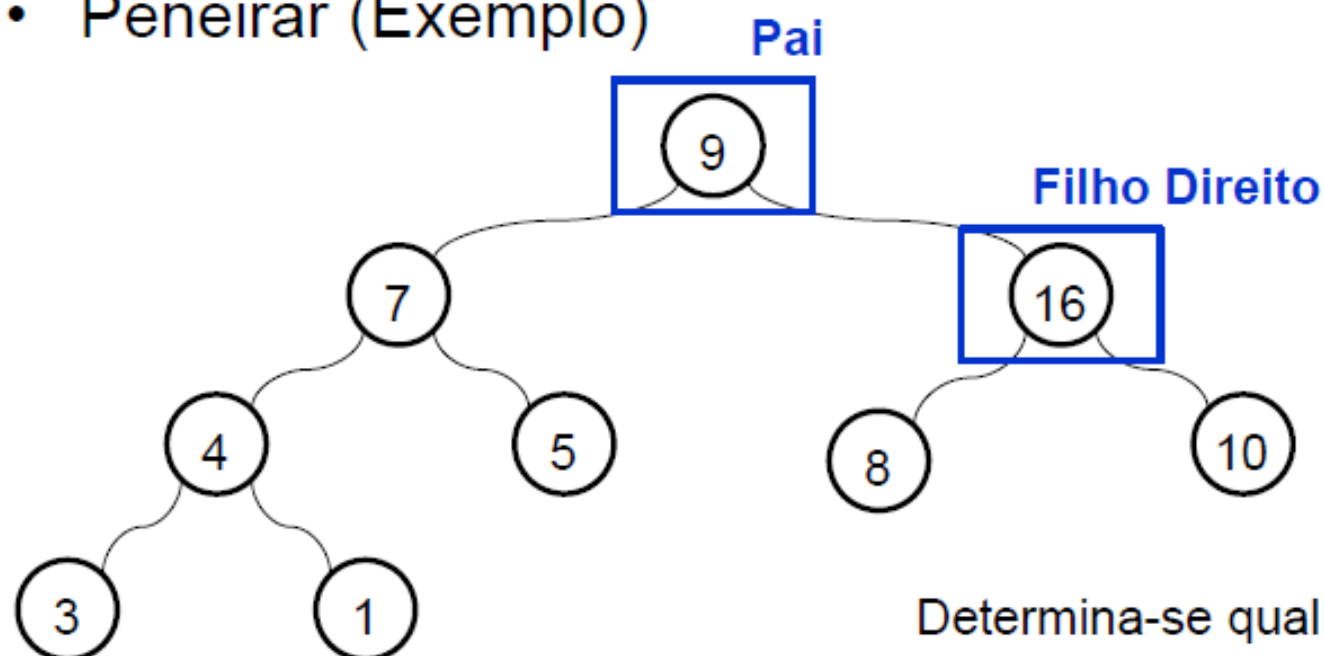 • Peneirar (Exemplo)
Pai
9
Filho Direito
7
16
4
5
8
10
3
1
Determina-se qual